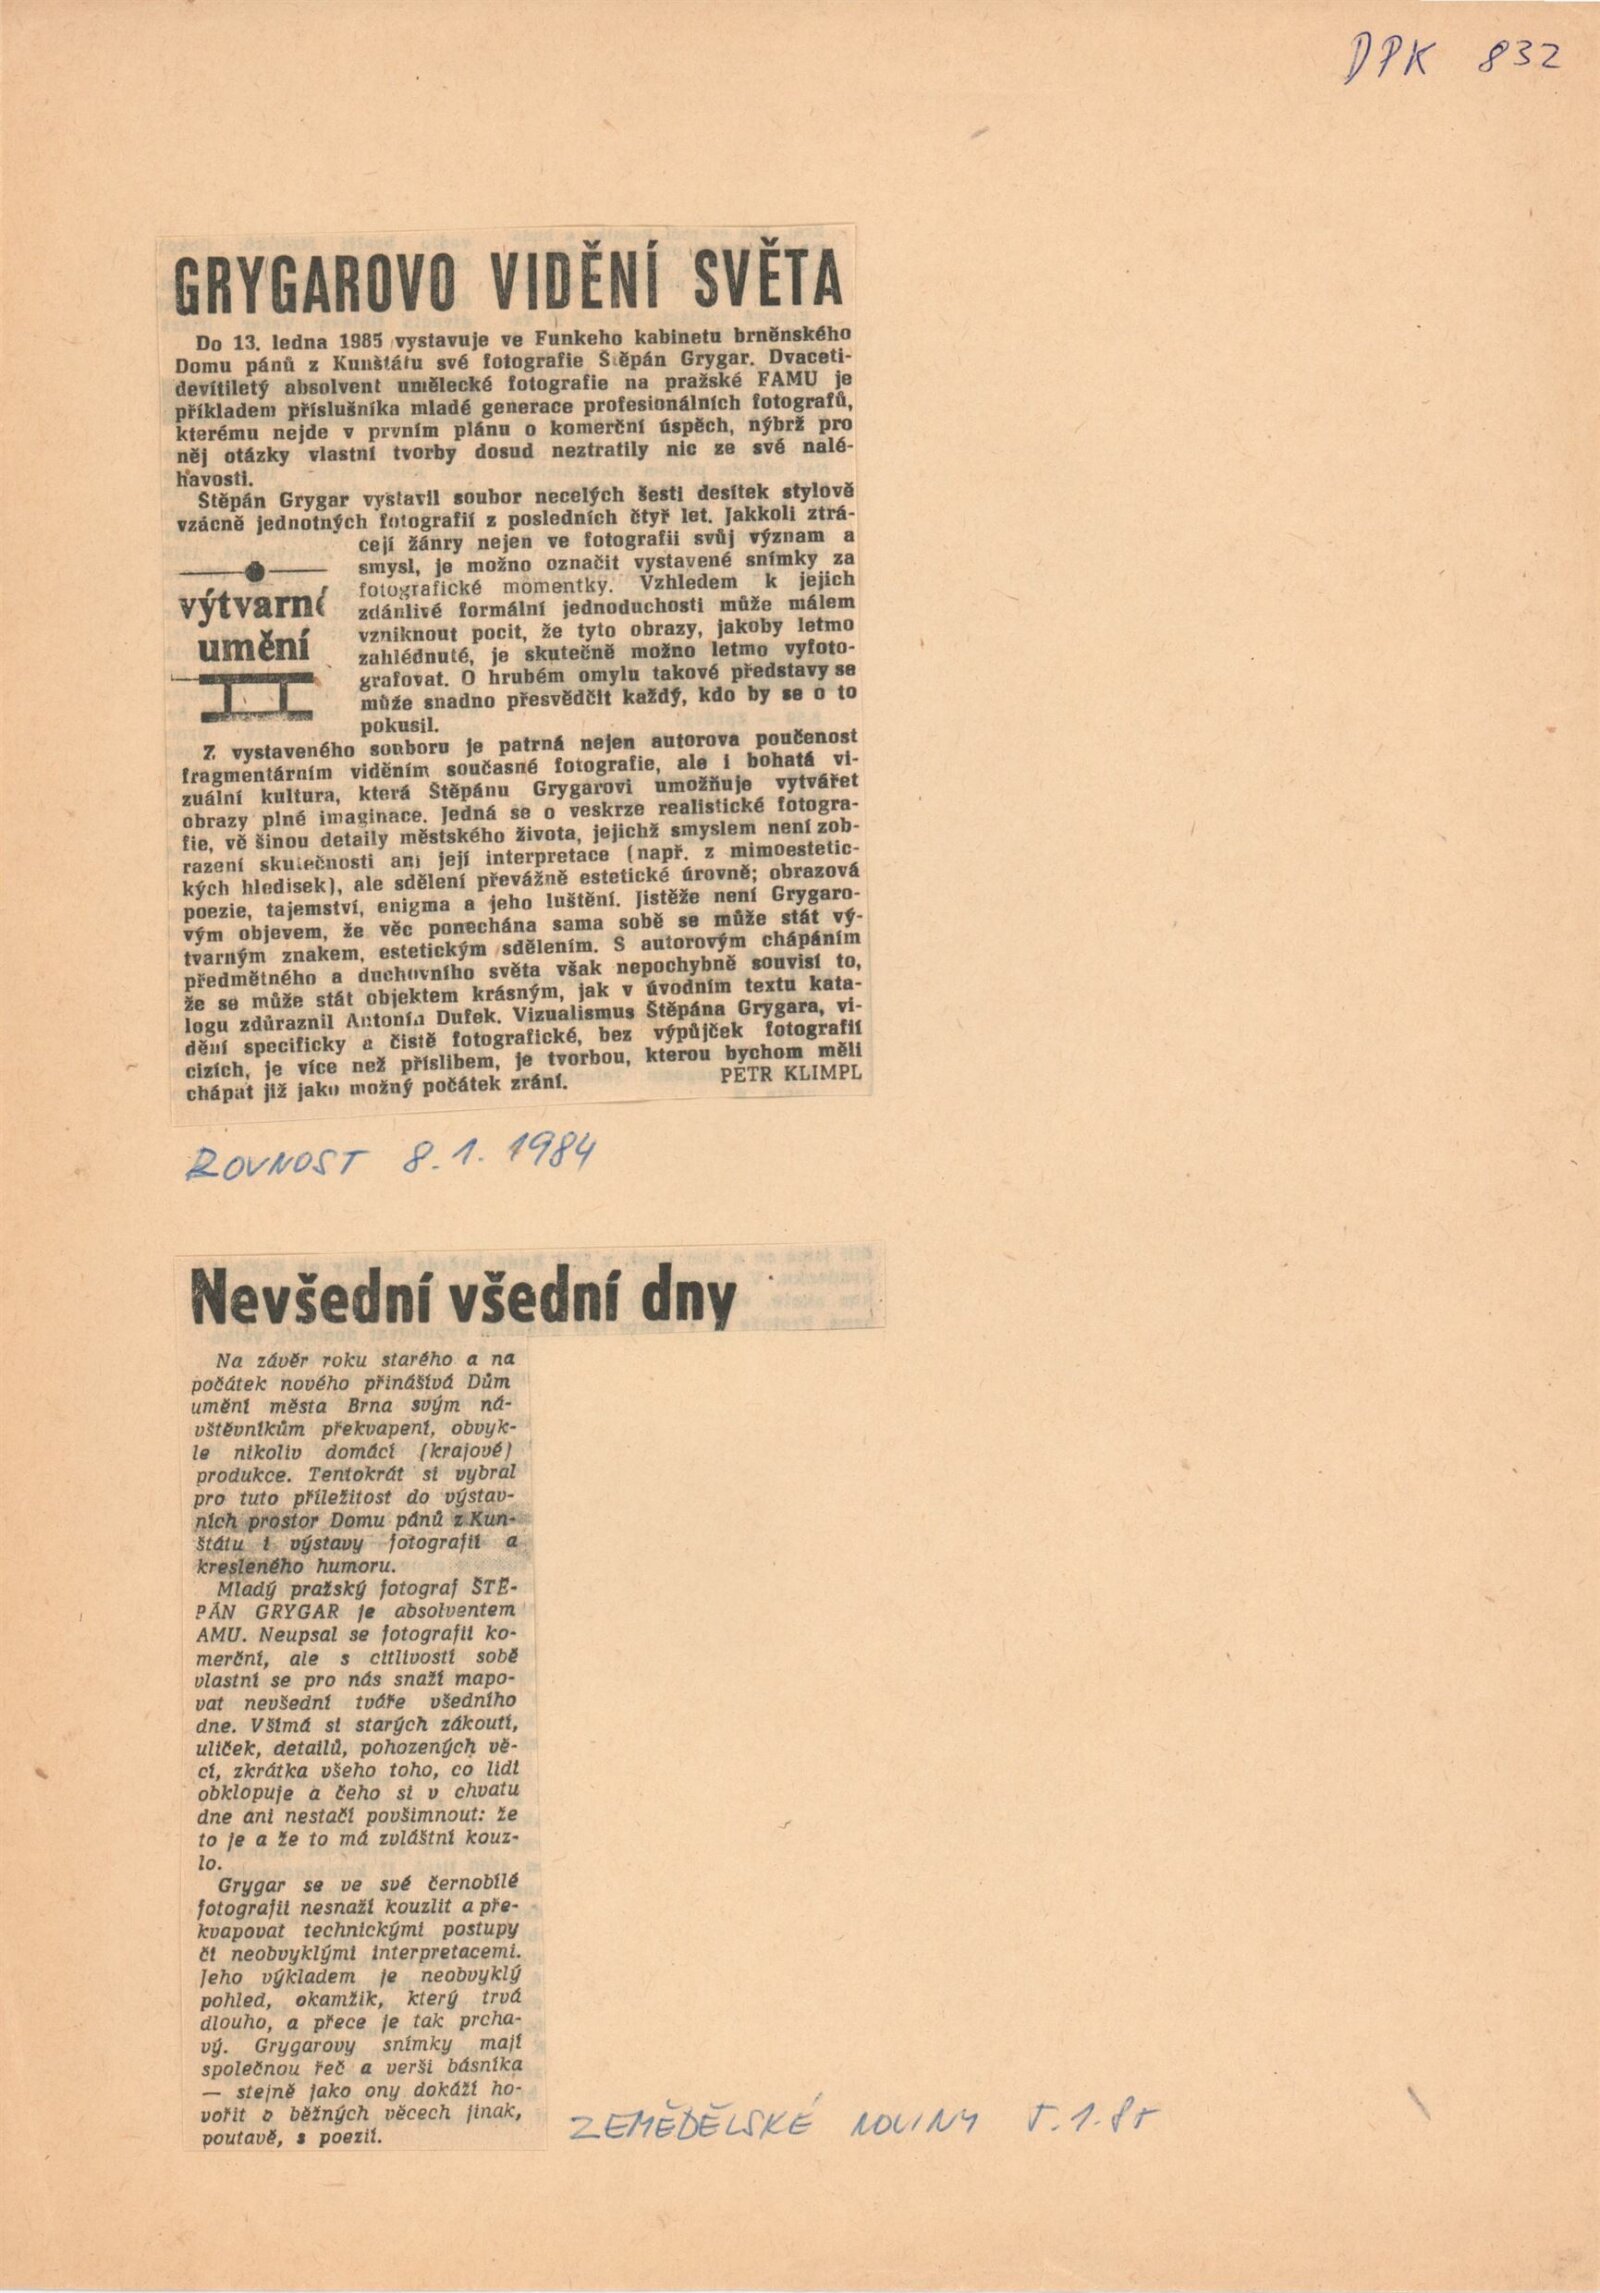 DPK 832
GRYGAROVO VIDĚNÍ SVĚTA
Do 13. ledna 1985 vystavuje ve Funkeho kabinetu brněnského
Domu pánů z Kunštátu své fotografie Štěpán Grygar. Dvaceti-
devítiletý absolvent umělecké fotografie na pražské FAMU je
příkladem příslušníka mladé generace profesionálních fotografů,
kterému nejde v prvním plánu o komerční úspěch, nýbrž pro
něj otázky vlastní tvorby dosud neztratily nic ze své nalé-
havosti.
Štěpán Grygar vystavil soubor necelých šesti desítek stylově
vzácně jednotných fotografií z posledních čtyř let. Jakkoli ztrá-
cejí žánry nejen ve fotografii svůj význam a
smysl, je možno označit vystavené snímky za
fotografické momentky. Vzhledem k jejich
zdánlivé formální jednoduchosti může málem
vzniknout pocit, že tyto obrazy, jakoby letmo
zahlédnuté, je skutečně možno letmo vyfoto-
grafovat. O hrubém omylu takové představy se
může snadno přesvědčit každý, kdo by se o to
pokusil.
výtvarné
umění
Z vystaveného souboru je patrná nejen autorova poučenost
fragmentárním viděním současné fotografie, ale i bohatá vi-
zuální kultura, která Štěpánu Grygarovi umožňuje vytvářet
obrazy plné imaginace. Jedná se o veskrze realistické fotogra-
fie, vě šinou detaily městského života, jejichž smyslem není zob-
razení skutečnosti ani její interpretace (např. z mimoestetic-
kých hledisek), ale sdělení převážně estetické úrovně; obrazová
poezie, tajemství, enigma a jeho luštění. Jistěže není Grygaro-
vým objevem, že věc ponechána sama sobě se může stát vý-
tvarným znakem, estetickým sdělením. S autorovým chápáním
předmětného a duchovního světa však nepochybně souvisí to,
že se může stát objektem krásným, jak v úvodním textu kata-
logu zdůraznil Antonín Dufek. Vizualismus Štěpána Grygara, vi-
dění specificky a čistě fotografické, bez výpůjček fotografii
cizích, je více než příslibem, je tvorbou, kterou bychom měli
chápat již jako možný počátek zrání.
PETR KLIMPL
ROVNOST 8.1.1984
Nevšední všední dny
Na závěr roku starého a na
počátek nového přinášívá Dům
umění města Brna svým ná-
vštěvníkům překvapení, obvyk-
le nikoliv domácí (krajové)
produkce. Tentokrát si vybral
pro tuto příležitost do výstav-
ních prostor Domu pánů z Kun-
štátu i výstavy fotografií a
kresleného humoru.
Mladý pražský fotograf ŠTĚ-
PÁN GRYGAR je absolventem
AMU. Neupsal se fotografii ko-
merční, ale s citlivostí sobě
vlastní se pro nás snaží mapo-
vat nevšední tváře všedního
dne. Všímá si starých zákoutí,
uliček, detailů, pohozených vě-
cí, zkrátka všeho toho, co lidi
obklopuje a čeho si v chvatu
dne ani nestačí povšimnout: že
to je a že to má zvláštní kouz-
lo.
Grygar se ve své černobílé
fotografii nesnaží kouzlit a pře-
kvapovat technickými postupy
či neobvyklými interpretacemi.
Jeho výkladem je neobvyklý
pohled, okamžik, který trvá
dlouho, a přece je tak prcha-
vý. Grygarovy snímky mají
společnou řeč a verši básníka
— stejně jako ony dokáží ho-
vořit o běžných věcech jinak,
poutavě, s poezií.
ZEMĚDĚLSKÉ NOVINY 5.1.85